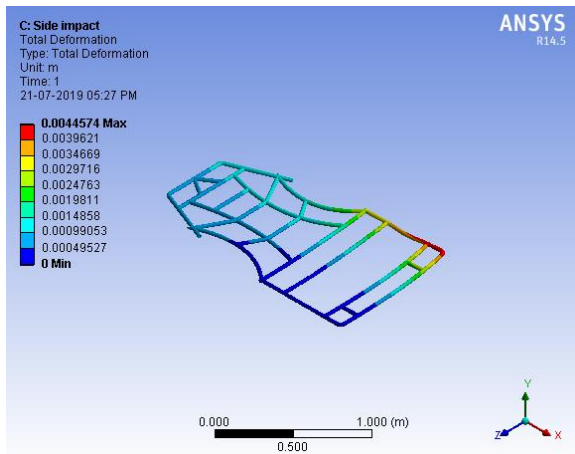 C: Side impact
Total Deformation
Type: Total Deformation
Unit: m
Time: 1
21-07-2019 05:27 PM
ANSYS
R14.5
0.0044574 Max
0.0039621
0.0034669
0.0029716
0.0024763
0.0019811
0.0014858
0.00099053
0.00049527
0 Min
0.000
1.000 (m)
0.500
Y
Z
X